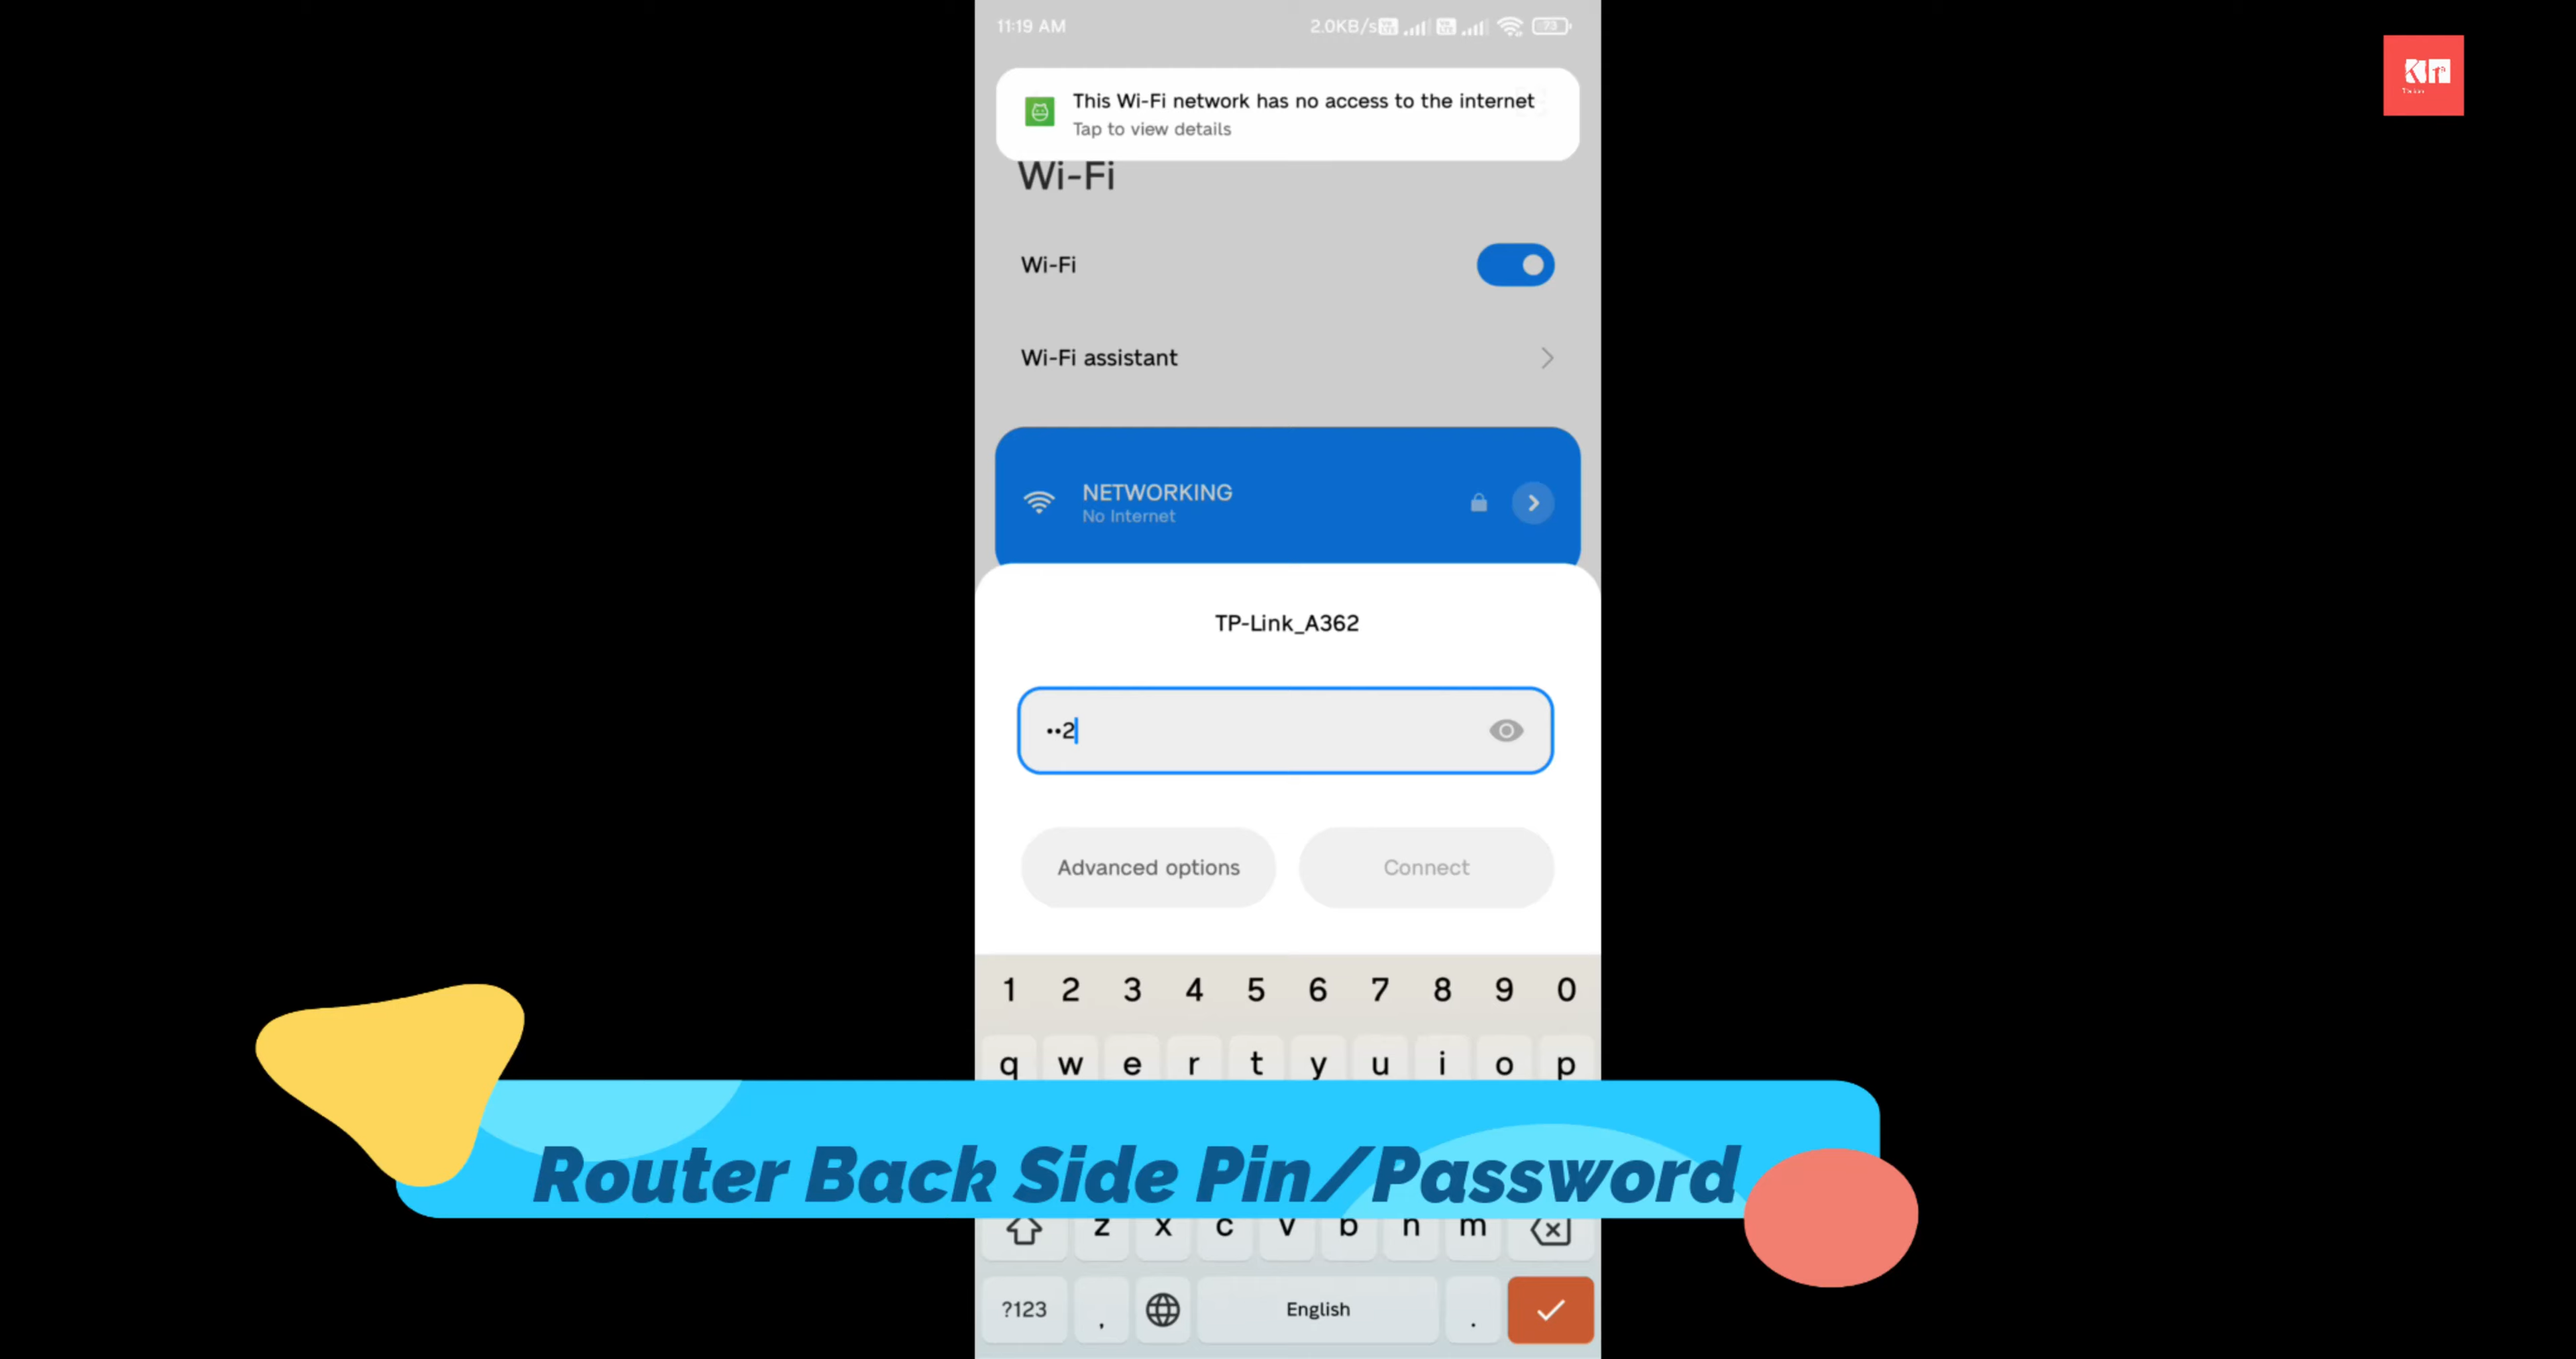 11:19 AM 2.0KB/s 73
Kn
This Wi-Fi network has no access to the internet
Tap to view details
Wi-Fi
Wi-Fi
Wi-Fi assistant
NETWORKING
No Internet
TP-Link_A362
••2
Advanced options Connect
1 2 3 4 5 6 7 8 9 0
q w e r t y u i o p
Router Back Side Pin/Password
z x c v b n m
?123 , English .